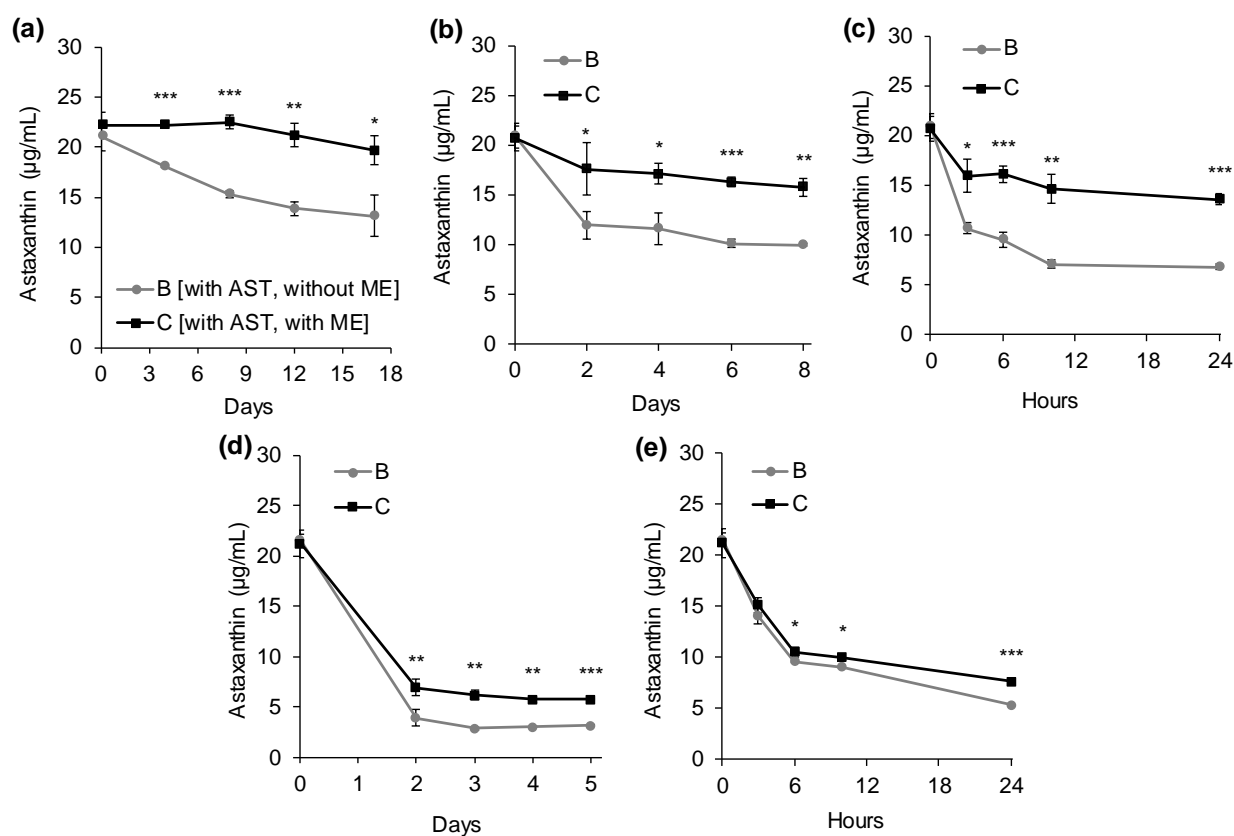 (a)
Astaxanthin (µg/mL)
30
25
20
15
10
5
0
***
***
**
*
B [with AST, without ME]
C [with AST, with ME]
0 3 6 9 12 15 18
Days
(b)
Astaxanthin (µg/mL)
30
25
20
15
10
5
0
B
C
*
*
***
**
0 2 4 6 8
Days
(c)
Astaxanthin (µg/mL)
30
25
20
15
10
5
0
B
C
*
***
**
***
0 6 12 18 24
Hours
(d)
Astaxanthin (µg/mL)
30
25
20
15
10
5
0
B
C
**
**
**
***
0 1 2 3 4 5
Days
(e)
Astaxanthin (µg/mL)
30
25
20
15
10
5
0
B
C
*
*
***
0 6 12 18 24
Hours